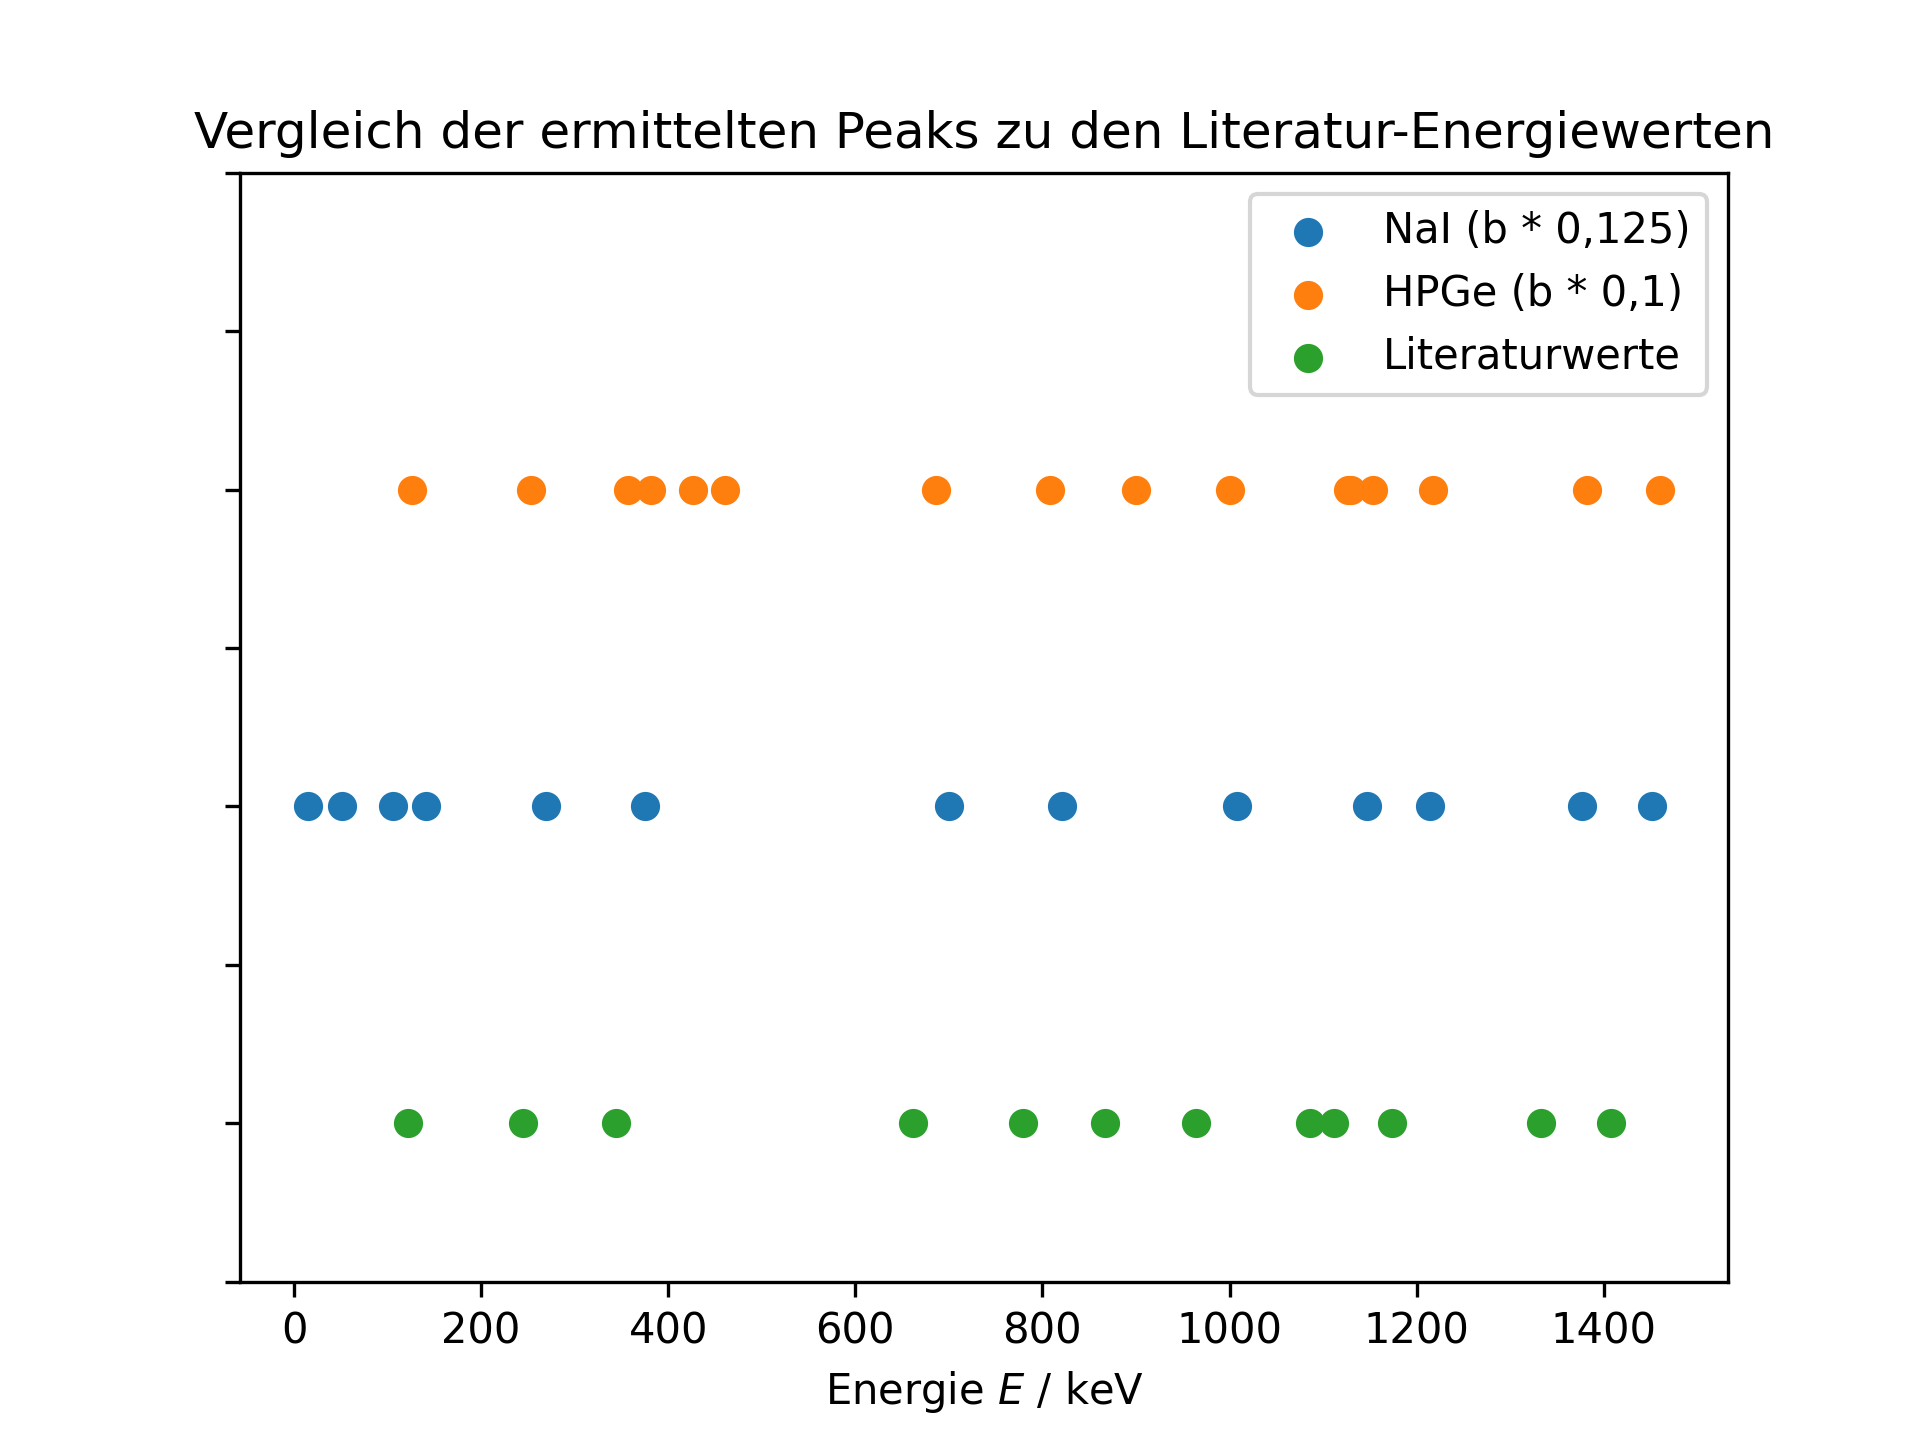 Vergleich der ermittelten Peaks zu den Literatur-Energiewerten
NaI (b * 0,125)
HPGe (b * 0,1)
Literaturwerte
0 200 400 600 800 1000 1200 1400
Energie E / keV